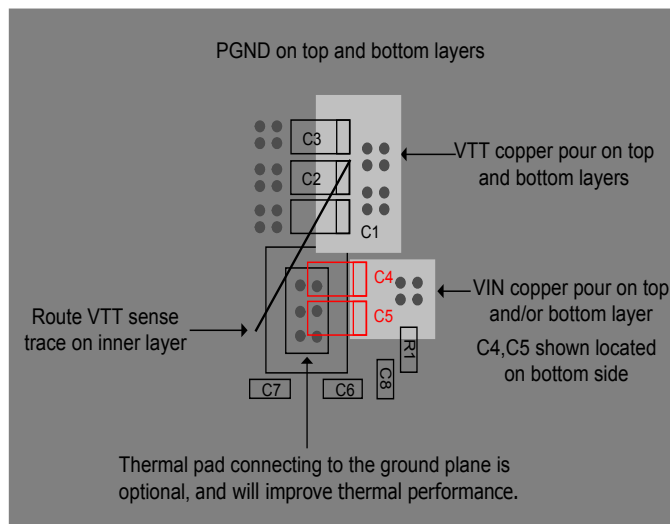 PGND on top and bottom layers
C3
C2
C1
VTT copper pour on top
and bottom layers
C4
C5
VIN copper pour on top
and/or bottom layer
C4,C5 shown located
on bottom side
Route VTT sense
trace on inner layer
R1
C7
C6
C8
Thermal pad connecting to the ground plane is
optional, and will improve thermal performance.